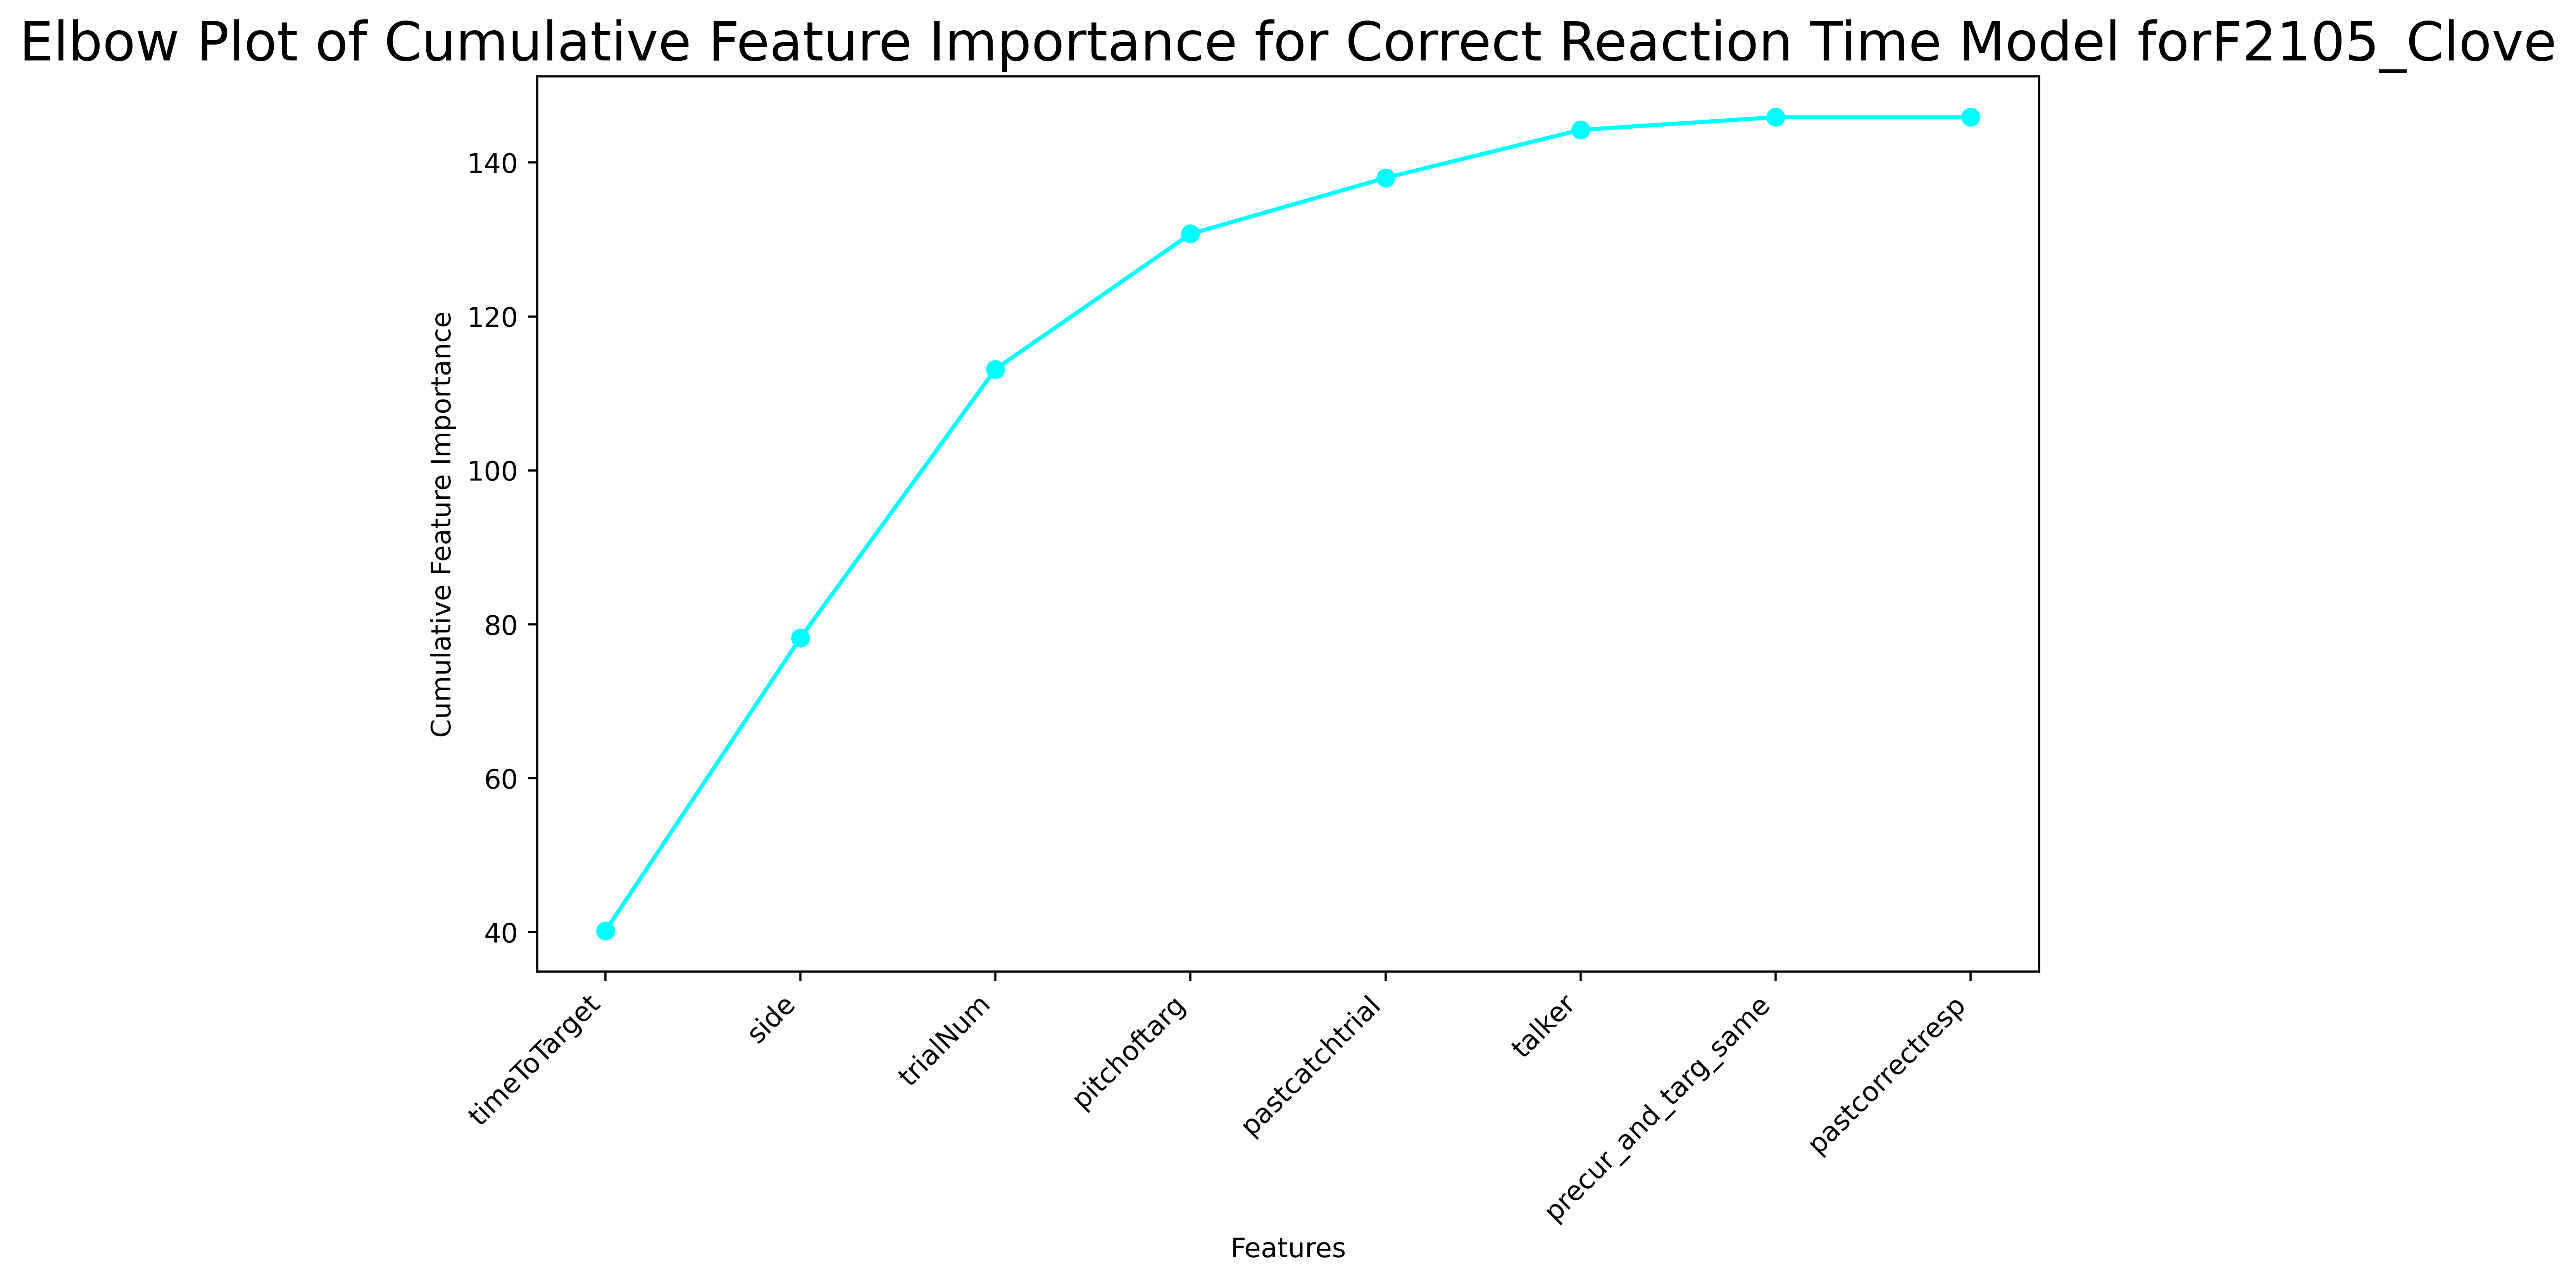 Elbow Plot of Cumulative Feature Importance for Correct Reaction Time Model forF2105_Clove
Cumulative Feature Importance
140
120
100
80
60
40
timeToTarget
side
trialNum
pitchoftarg
pastcatchtrial
talker
precur_and_targ_same
pastcorrectresp
Features